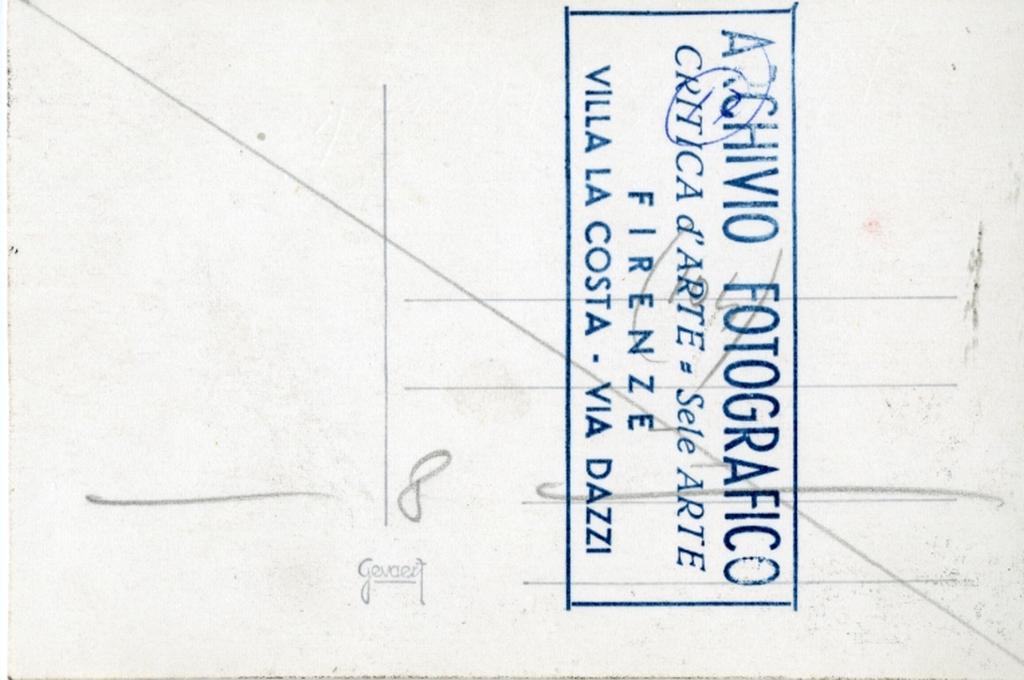 ARCHIVIO FOTOGRAFICO
CRITICA d'ARTE = Sele ARTE
FIRENZE
VILLA LA COSTA - VIA DAZZI
8
Gevaert